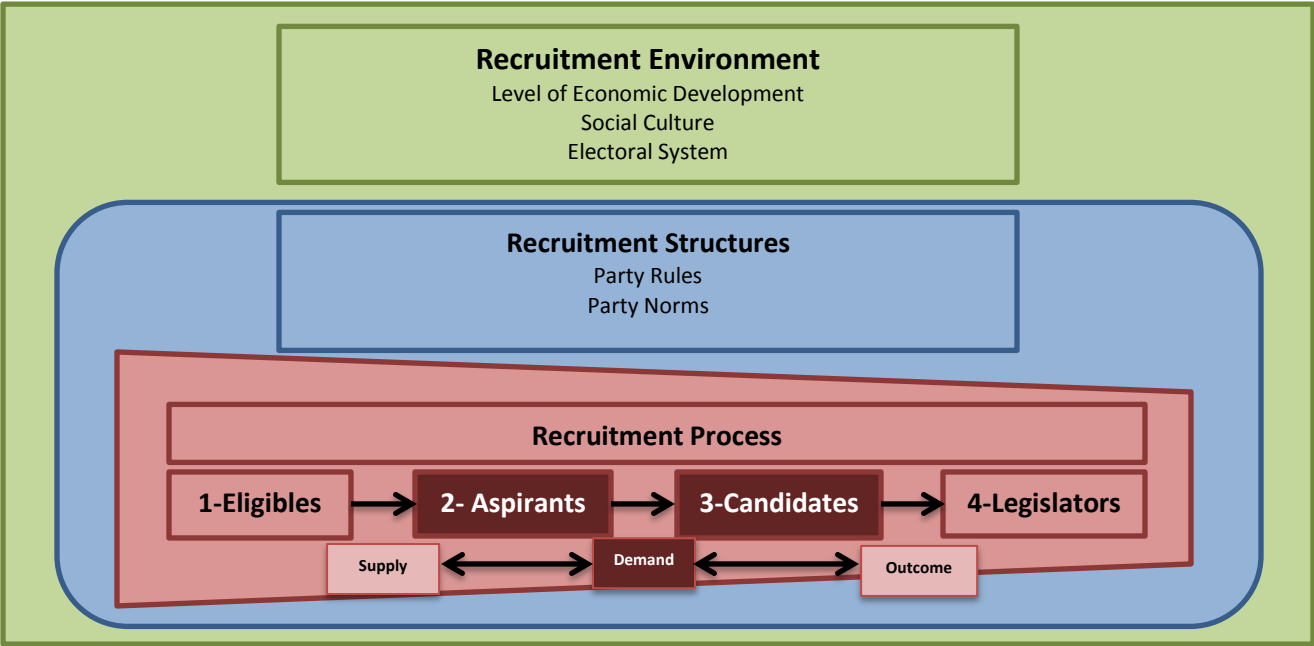 Recruitment Environment
Level of Economic Development
Social Culture
Electoral System
Recruitment Structures
Party Rules
Party Norms
Recruitment Process
1-Eligibles
2- Aspirants
3-Candidates
4-Legislators
Supply
Demand
Outcome